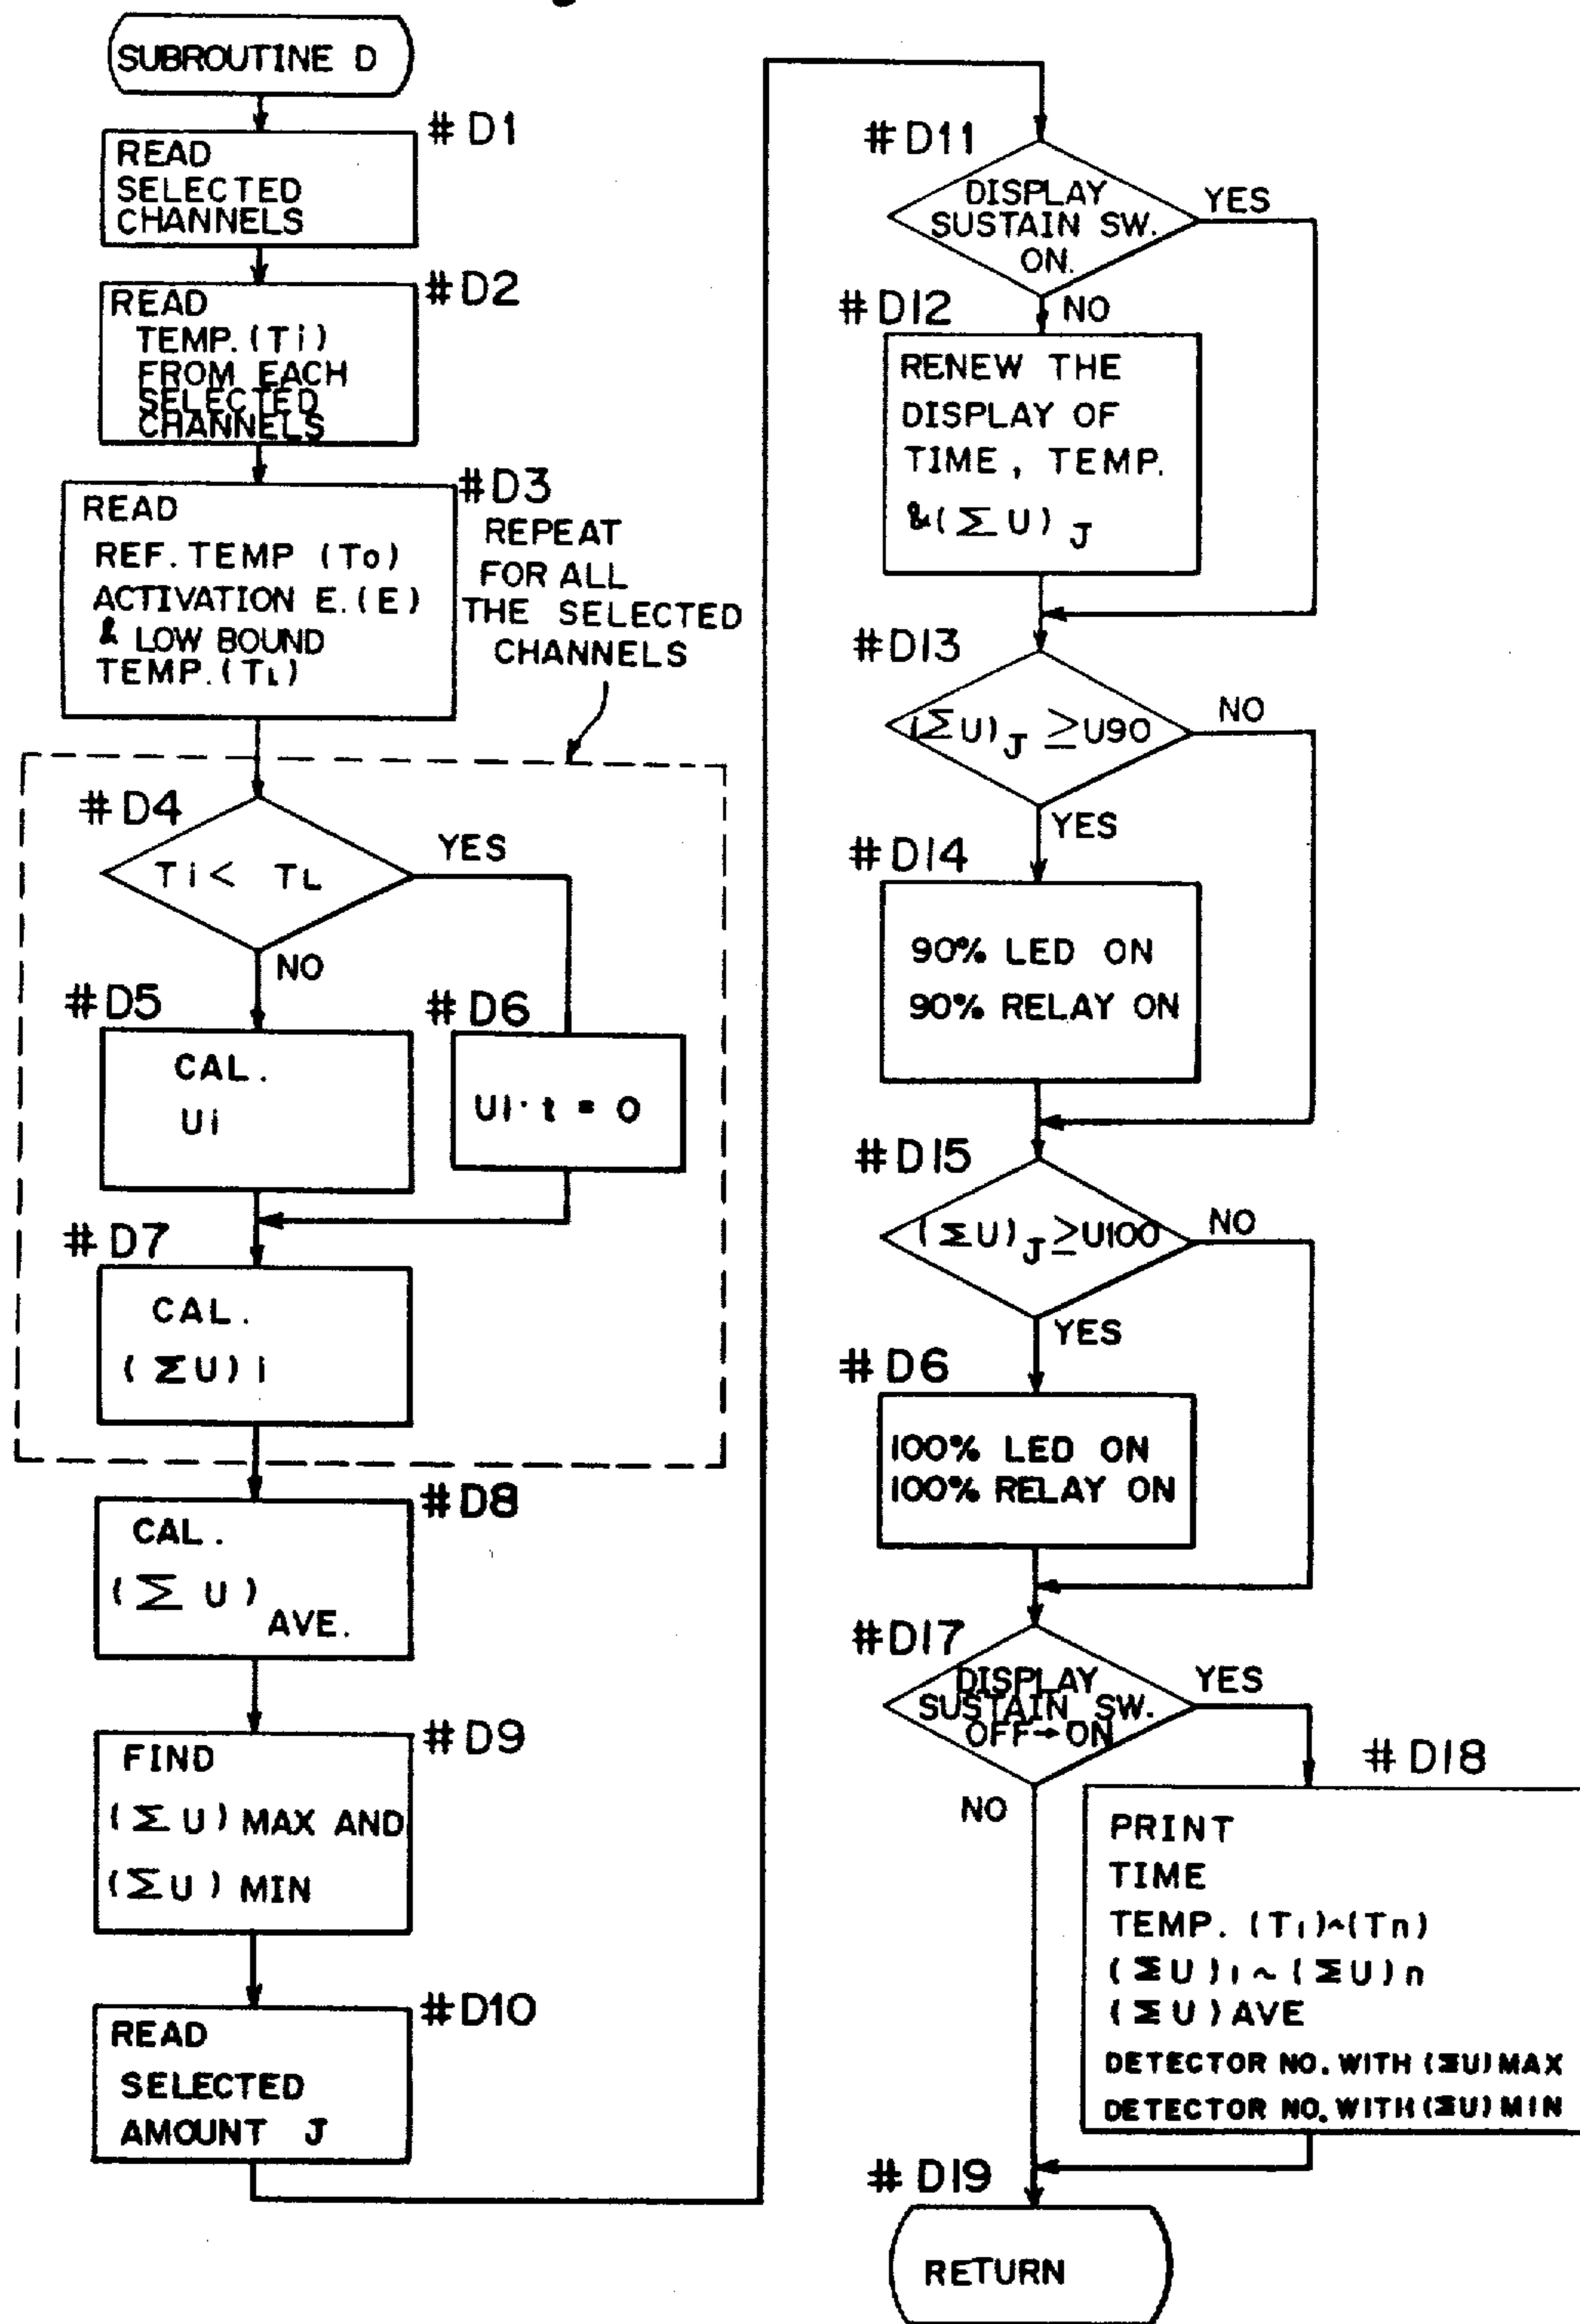 SUBROUTINE D
#D1
READ
SELECTED
CHANNELS
#D2
READ
TEMP.(Ti)
FROM EACH
SELECTED
CHANNELS
#D3
READ
REF. TEMP (To)
ACTIVATION E.(E)
& LOW BOUND
TEMP.(TL)
REPEAT
FOR ALL
THE SELECTED
CHANNELS
#D4
Ti< TL
YES
NO
#D5
CAL.
Ui
#D6
UI·t = 0
#D7
CAL.
(ΣU) i
#D8
CAL.
(Σ U) AVE.
#D9
FIND
(ΣU) MAX AND
(ΣU) MIN
#D10
READ
SELECTED
AMOUNT J
#D11
DISPLAY
SUSTAIN SW.
ON.
YES
NO
#D12
RENEW THE
DISPLAY OF
TIME, TEMP.
&(ΣU) J
#D13
(ΣU) J ≥U90
NO
YES
#D14
90% LED ON
90% RELAY ON
#D15
(ΣU) J ≥U100
NO
YES
#D6
100% LED ON
100% RELAY ON
#D17
DISPLAY
SUSTAIN SW.
OFF→ON
YES
NO
#D18
PRINT
TIME
TEMP. (T1)~(Tn)
(ΣU)1~(ΣU)n
(ΣU)AVE
DETECTOR NO. WITH (ΣU)MAX
DETECTOR NO. WITH (ΣU)MIN
#D19
RETURN